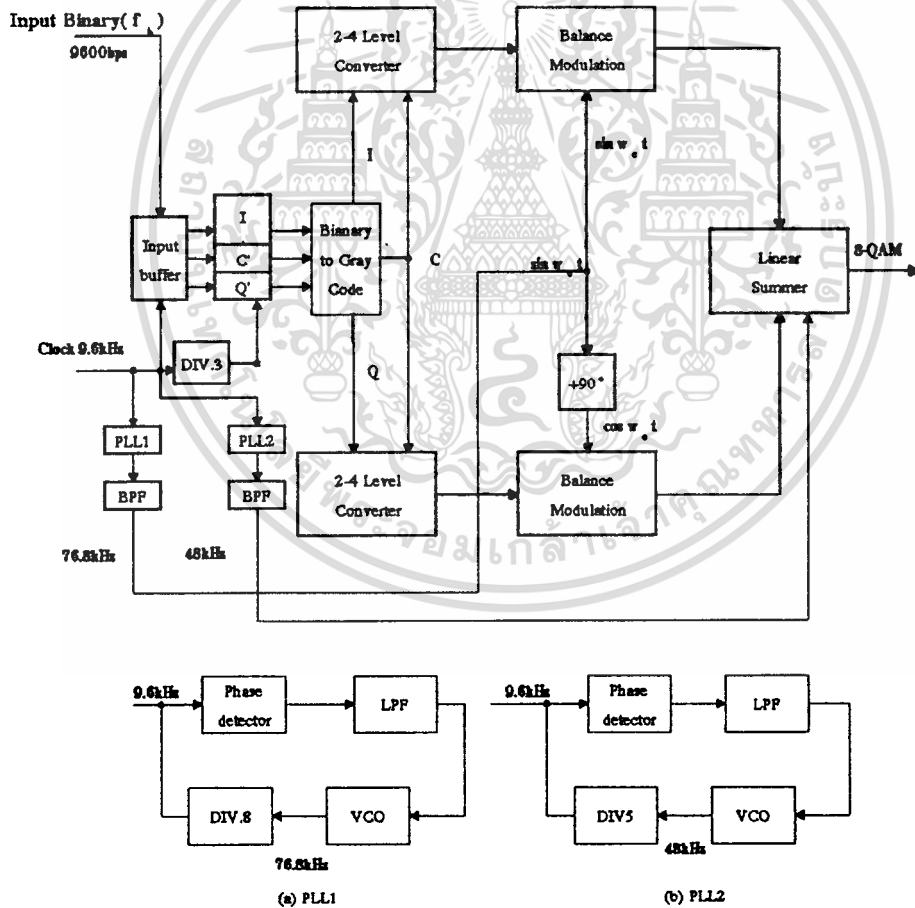 Input Binary( f )
9600bps
2-4 Level
Converter
Balance
Modulation
I
sin w t
Input
buffer
I
C'
Q'
Bianary
to Gray
Code
C
sin w t
Linear
Summer
8-QAM
Clock 9.6kHz
DIV.3
Q
+90°
cos w t
PLL1
PLL2
BPF
BPF
2-4 Level
Converter
Balance
Modulation
76.8kHz
48kHz
9.6kHz
Phase
detector
LPF
DIV.8
VCO
76.8kHz
(a) PLL1
9.6kHz
Phase
detector
LPF
DIV5
VCO
48kHz
(b) PLL2